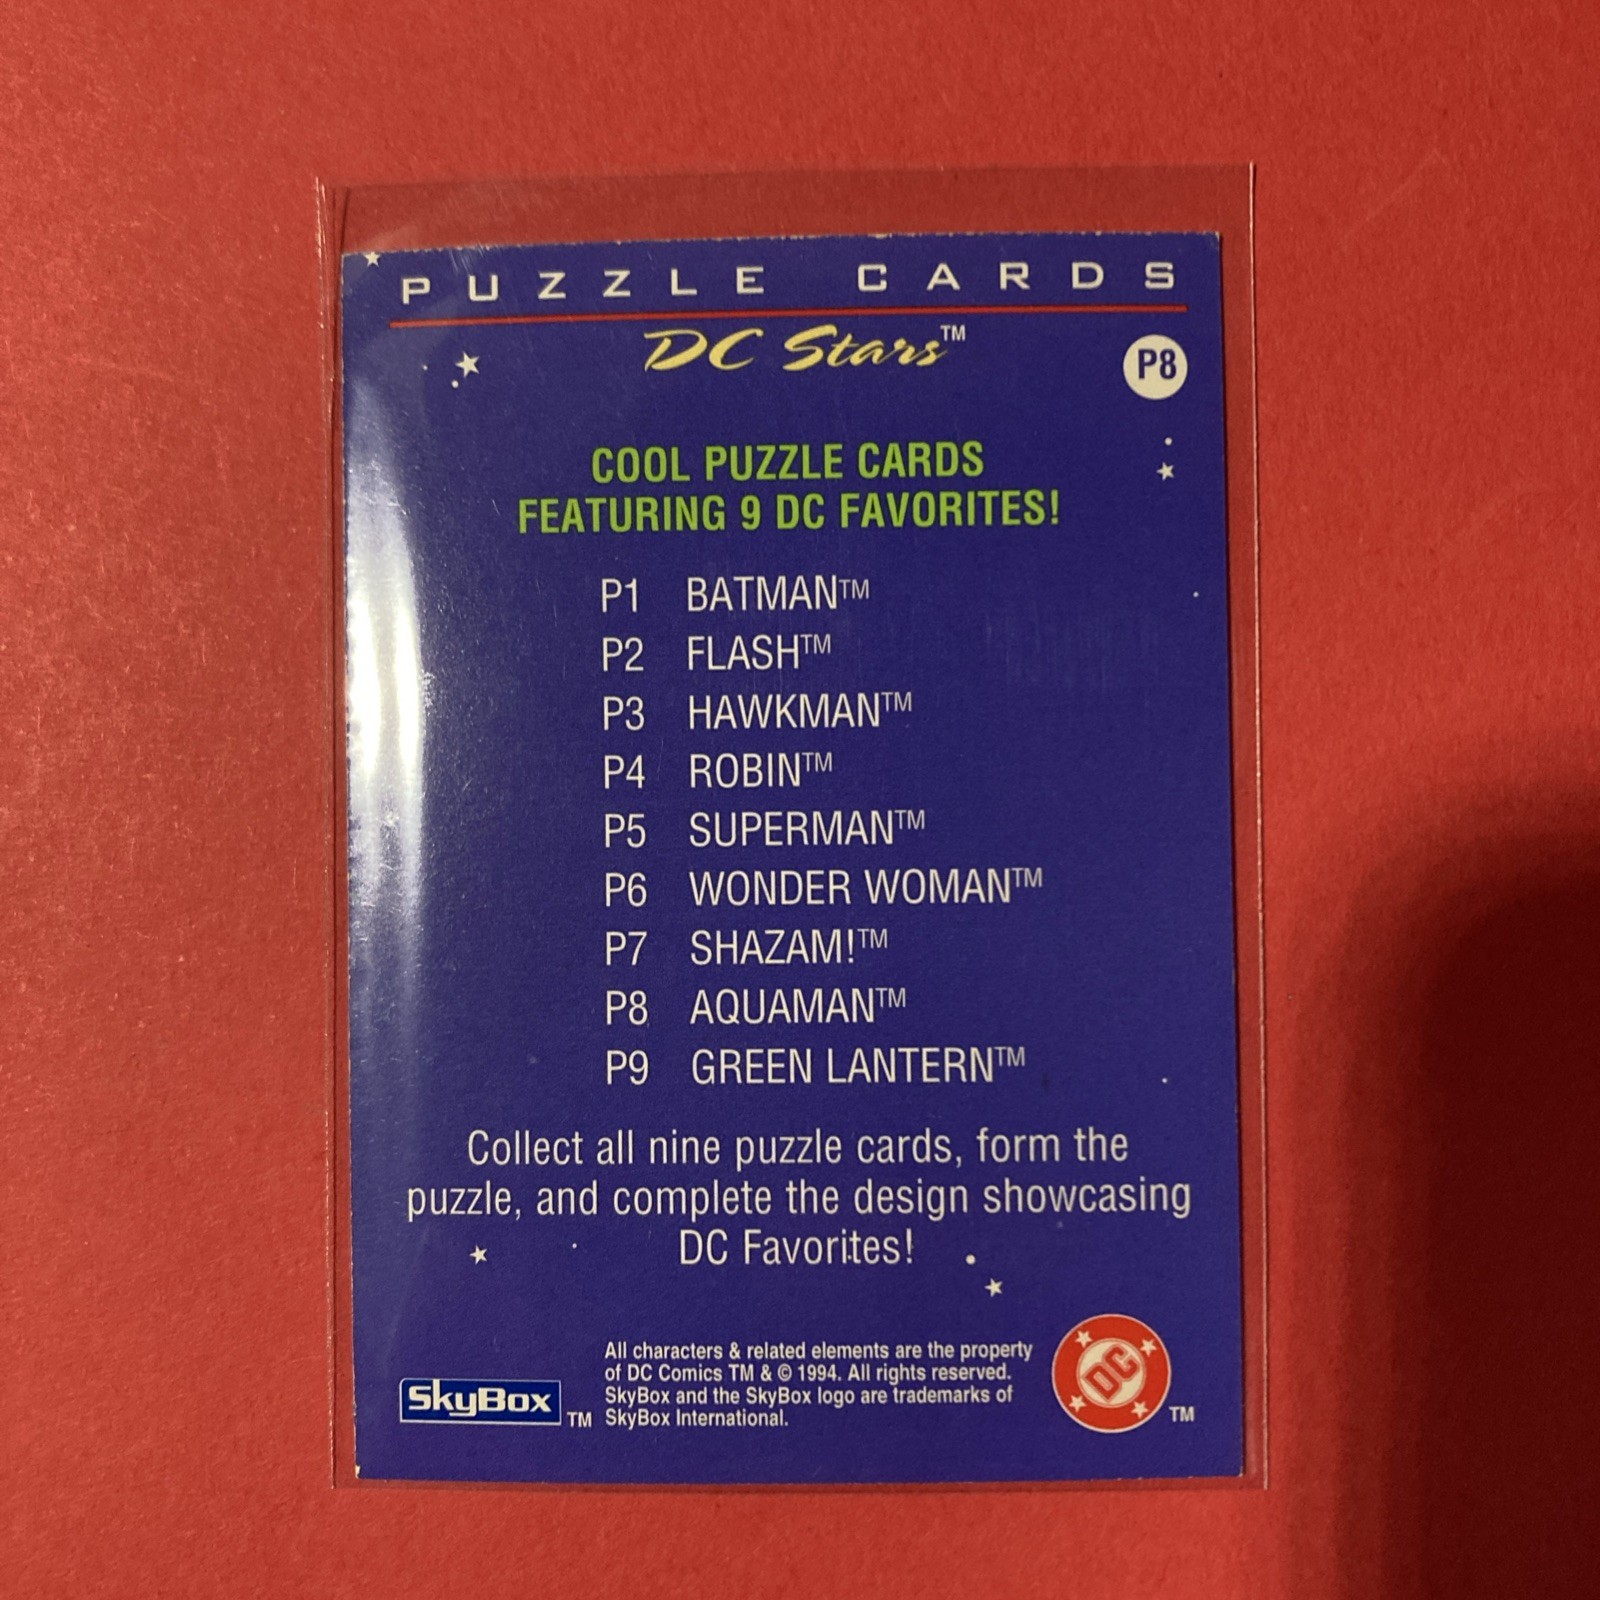 PUZZLE CARDS
DC Stars™
P8
COOL PUZZLE CARDS
FEATURING 9 DC FAVORITES!
P1 BATMAN™
P2 FLASH™
P3 HAWKMAN™
P4 ROBIN™
P5 SUPERMAN™
P6 WONDER WOMAN™
P7 SHAZAM!™
P8 AQUAMAN™
P9 GREEN LANTERN™
Collect all nine puzzle cards, form the
puzzle, and complete the design showcasing
DC Favorites!
All characters & related elements are the property
of DC Comics TM & © 1994. All rights reserved.
SkyBox and the SkyBox logo are trademarks of
SkyBox International.
SkyBox TM
DC TM